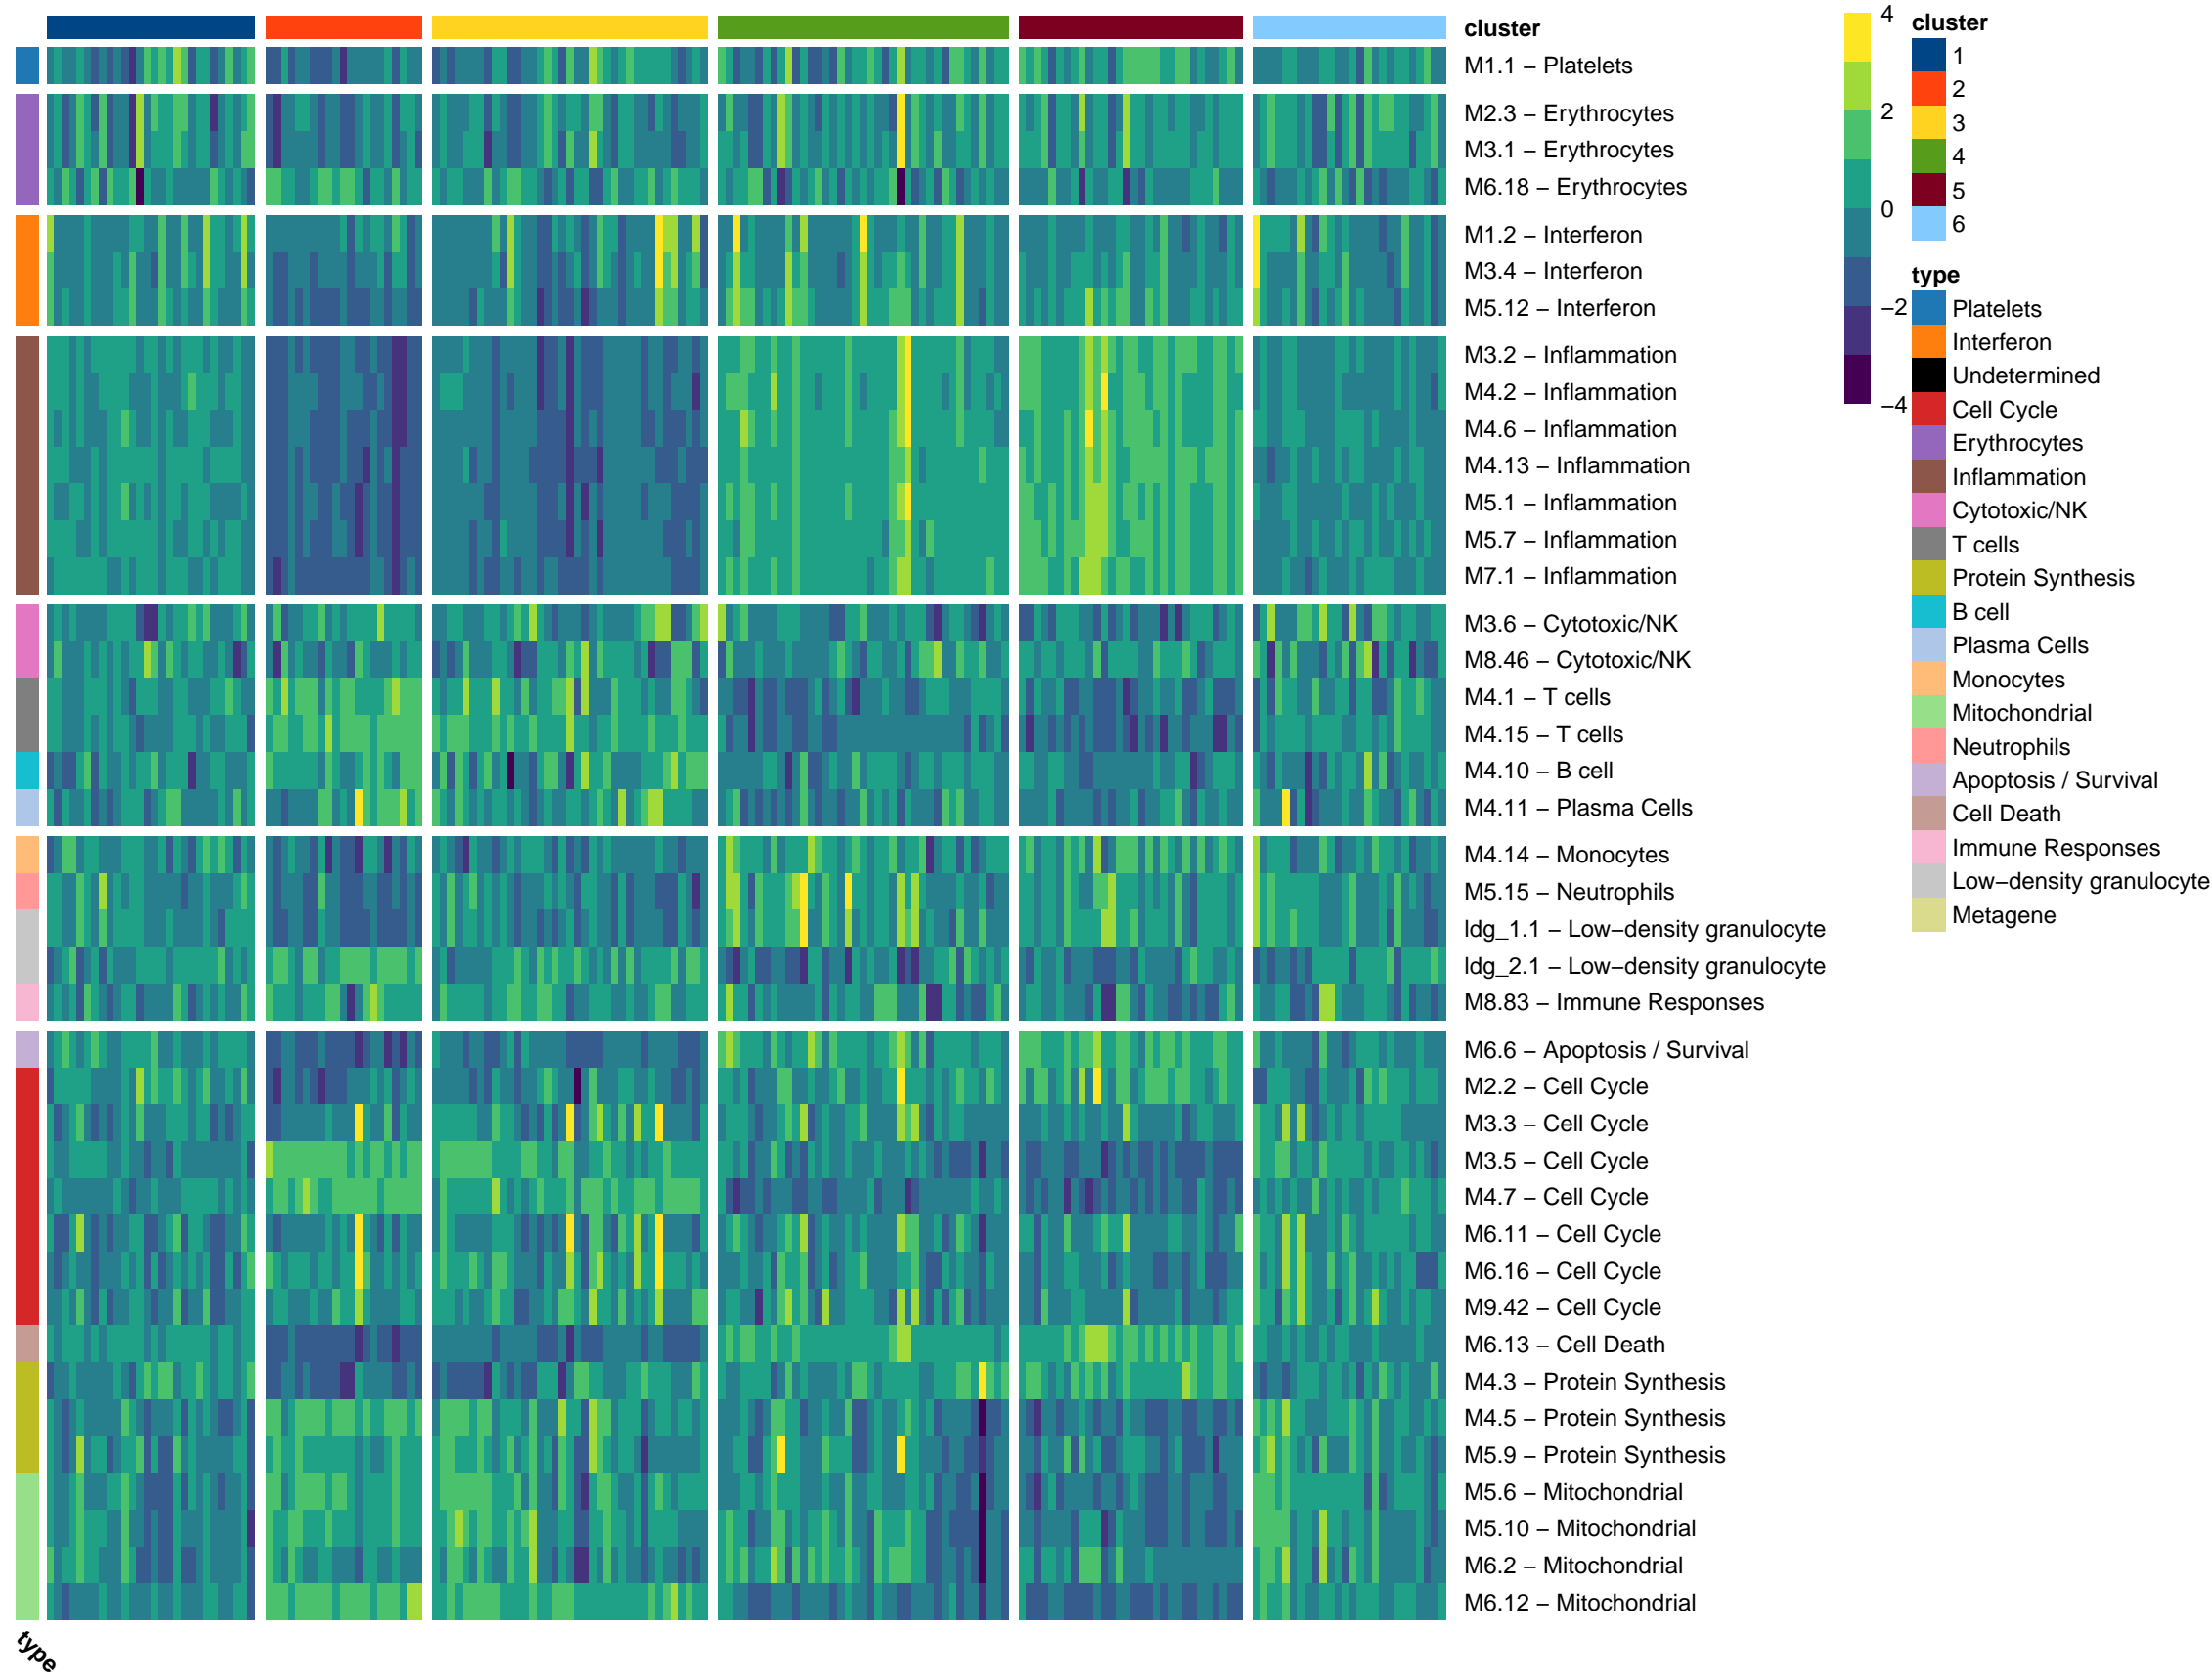 cluster
M1.1 − Platelets
M2.3 − Erythrocytes
M3.1 − Erythrocytes
M6.18 − Erythrocytes
M1.2 − Interferon
M3.4 − Interferon
M5.12 − Interferon
M3.2 − Inflammation
M4.2 − Inflammation
M4.6 − Inflammation
M4.13 − Inflammation
M5.1 − Inflammation
M5.7 − Inflammation
M7.1 − Inflammation
M3.6 − Cytotoxic/NK
M8.46 − Cytotoxic/NK
M4.1 − T cells
M4.15 − T cells
M4.10 − B cell
M4.11 − Plasma Cells
M4.14 − Monocytes
M5.15 − Neutrophils
ldg_1.1 − Low−density granulocyte
ldg_2.1 − Low−density granulocyte
M8.83 − Immune Responses
M6.6 − Apoptosis / Survival
M2.2 − Cell Cycle
M3.3 − Cell Cycle
M3.5 − Cell Cycle
M4.7 − Cell Cycle
M6.11 − Cell Cycle
M6.16 − Cell Cycle
M9.42 − Cell Cycle
M6.13 − Cell Death
M4.3 − Protein Synthesis
M4.5 − Protein Synthesis
M5.9 − Protein Synthesis
M5.6 − Mitochondrial
M5.10 − Mitochondrial
M6.2 − Mitochondrial
M6.12 − Mitochondrial
type
4
2
0
−2
−4
cluster
1
2
3
4
5
6
type
Platelets
Interferon
Undetermined
Cell Cycle
Erythrocytes
Inflammation
Cytotoxic/NK
T cells
Protein Synthesis
B cell
Plasma Cells
Monocytes
Mitochondrial
Neutrophils
Apoptosis / Survival
Cell Death
Immune Responses
Low−density granulocyte
Metagene